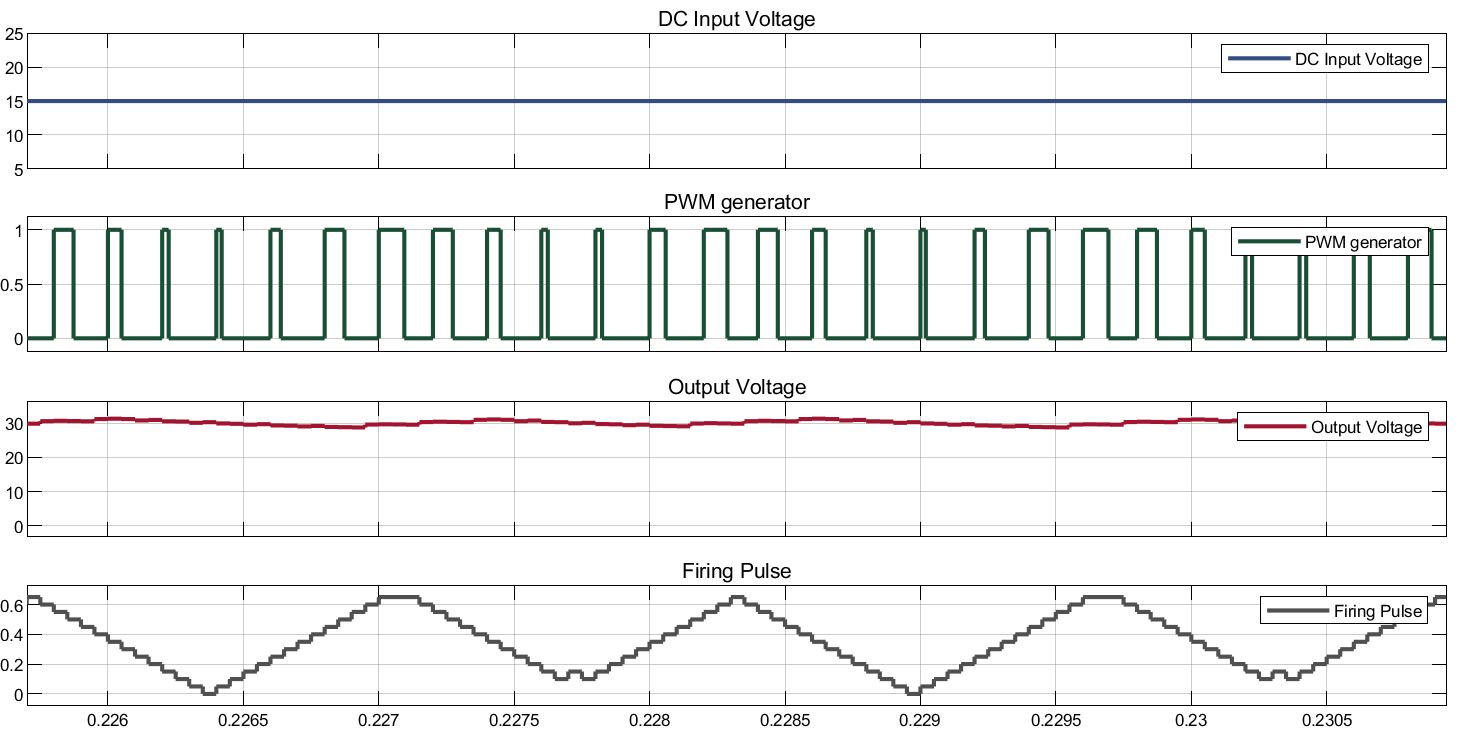 DC Input Voltage
25
DC Input Voltage
20
15
10
5
PWM generator
1
PWM generator
0.5
0
Output Voltage
30
Output Voltage
20
10
0
Firing Pulse
0.6
Firing Pulse
0.4
0.2
0
0.226 0.2265 0.227 0.2275 0.228 0.2285 0.229 0.2295 0.23 0.2305